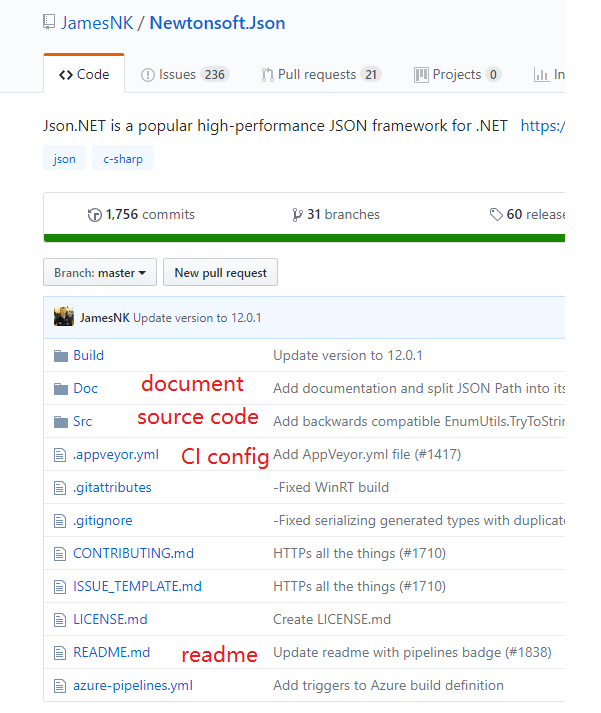 JamesNK / Newtonsoft.Json
Code Issues 236 Pull requests 21 Projects 0 In
Json.NET is a popular high-performance JSON framework for .NET https:/
json c-sharp
1,756 commits 31 branches 60 release
Branch: master New pull request
JamesNK Update version to 12.0.1
Build Update version to 12.0.1
Doc document Add documentation and split JSON Path into its
Src source code Add backwards compatible EnumUtils.TryToStrin
.appveyor.yml CI config Add AppVeyor.yml file (#1417)
.gitattributes -Fixed WinRT build
.gitignore -Fixed serializing generated types with duplicate
CONTRIBUTING.md HTTPs all the things (#1710)
ISSUE_TEMPLATE.md HTTPs all the things (#1710)
LICENSE.md Create LICENSE.md
README.md readme Update readme with pipelines badge (#1838)
azure-pipelines.yml Add triggers to Azure build definition